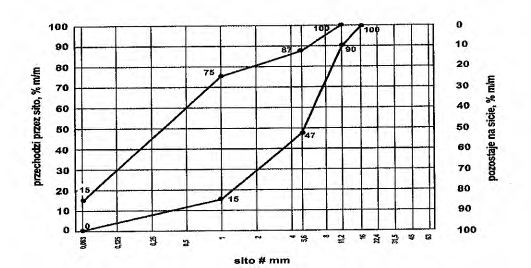 100 100 100 0
90 87 90 10
80 75 20
70 30
60 40
50 47 50
40 60
30 70
20 15 15 80
10 90
0 0 100
przechodzi przez sito, % m/m
pozostaje na sicie, % m/m
0,063 0,125 0,25 0,5 1 2 4 5,6 8 11,2 16 22,4 31,5 45 63
sito # mm